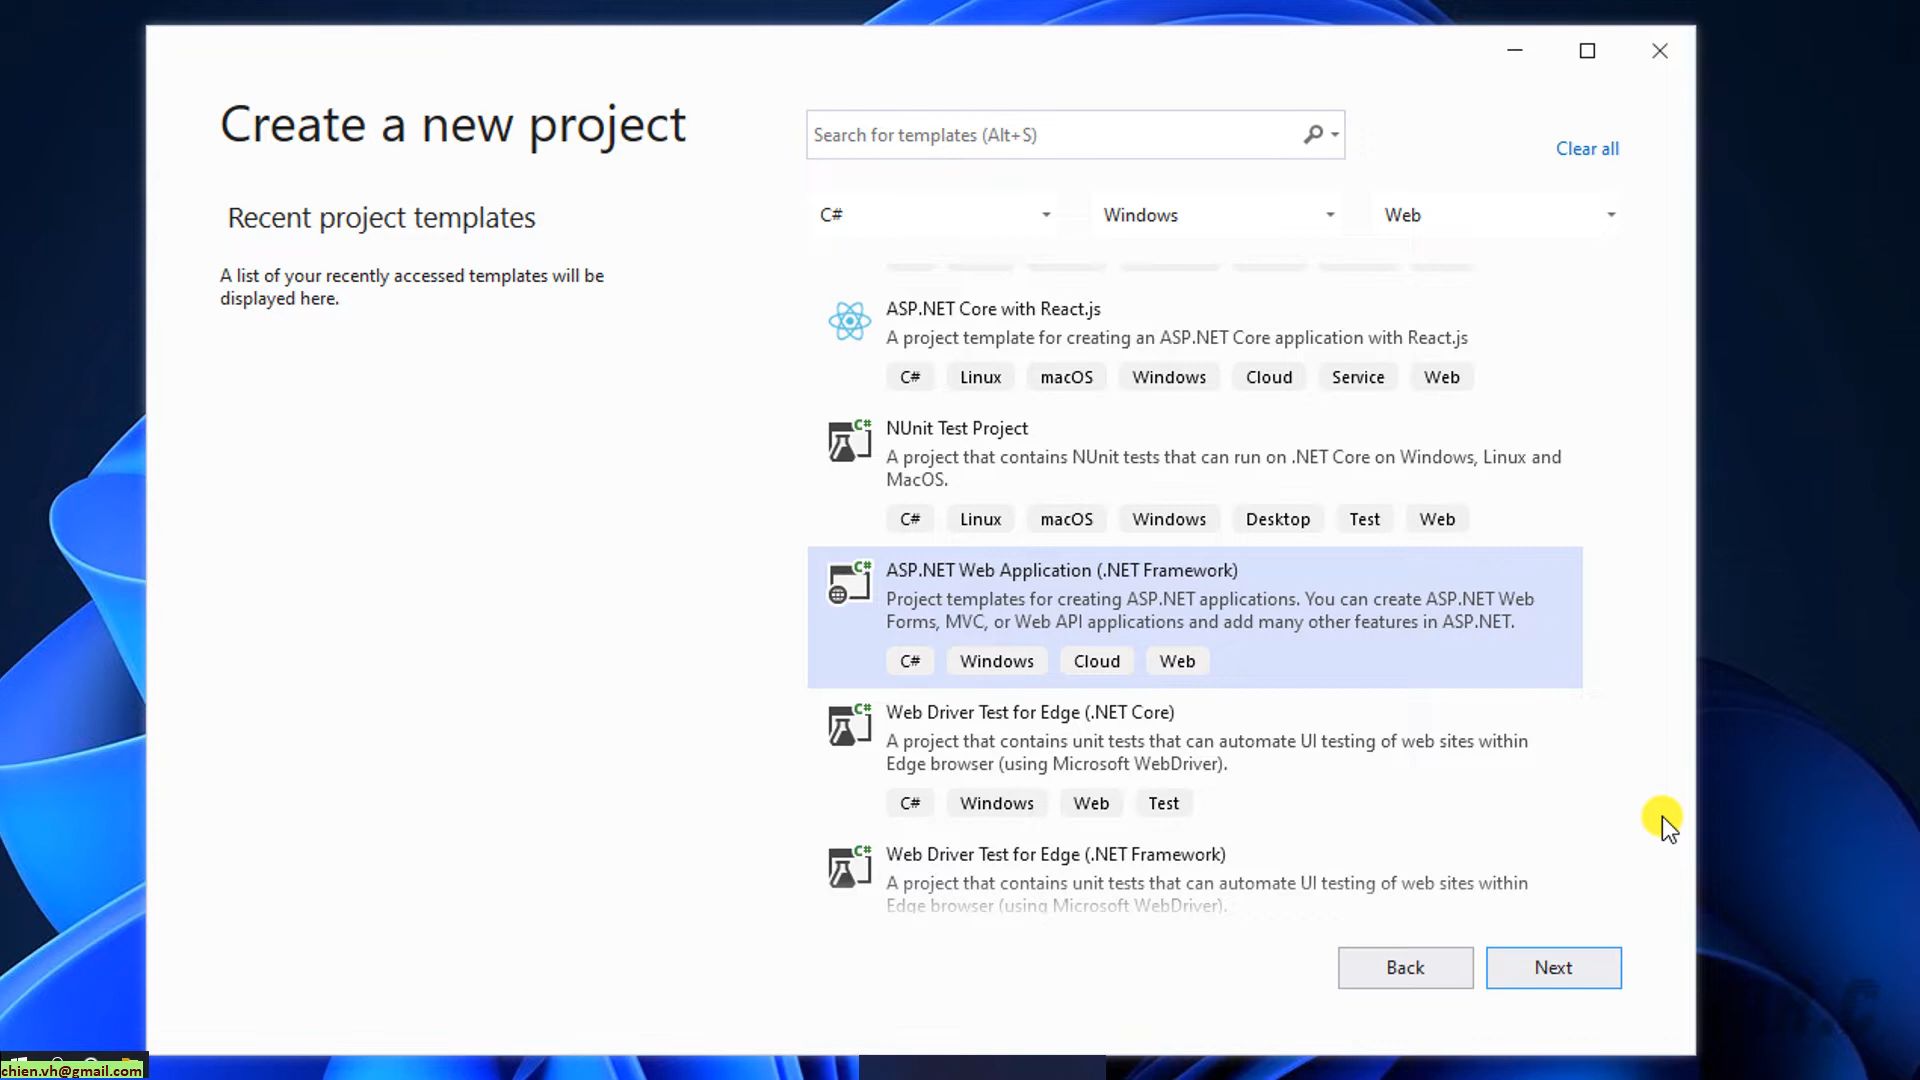 Create a new project
Search for templates (Alt+S)
Clear all
Recent project templates
C#
Windows
Web
A list of your recently accessed templates will be
displayed here.
ASP.NET Core with React.js
A project template for creating an ASP.NET Core application with React.js
C# Linux macOS Windows Cloud Service Web
C#
NUnit Test Project
A project that contains NUnit tests that can run on .NET Core on Windows, Linux and
MacOS.
C# Linux macOS Windows Desktop Test Web
C#
ASP.NET Web Application (.NET Framework)
Project templates for creating ASP.NET applications. You can create ASP.NET Web
Forms, MVC, or Web API applications and add many other features in ASP.NET.
C# Windows Cloud Web
C#
Web Driver Test for Edge (.NET Core)
A project that contains unit tests that can automate UI testing of web sites within
Edge browser (using Microsoft WebDriver).
C# Windows Web Test
C#
Web Driver Test for Edge (.NET Framework)
A project that contains unit tests that can automate UI testing of web sites within
Edge browser (using Microsoft WebDriver).
Back
Next
chien.vh@gmail.com